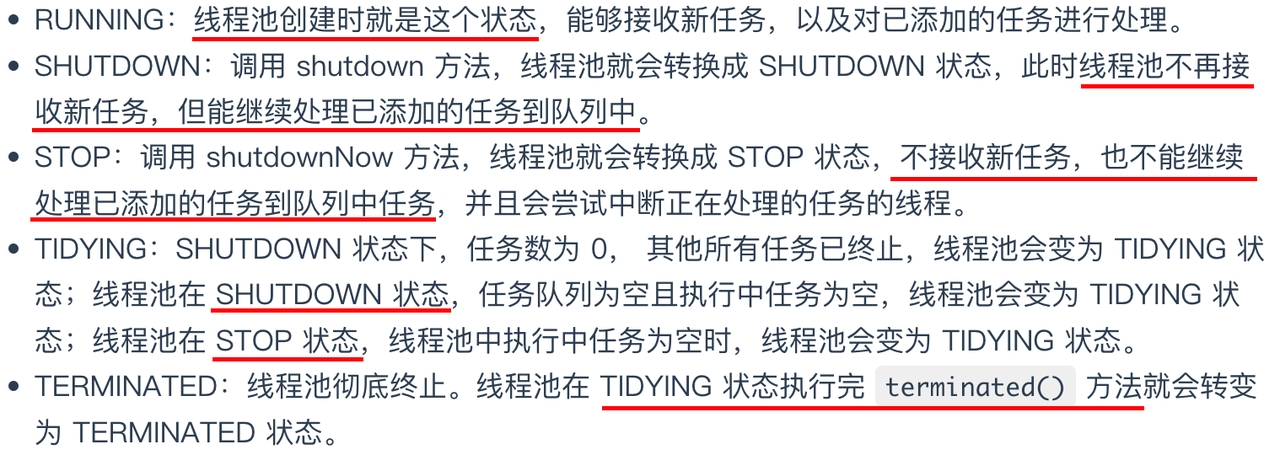 • RUNNING：线程池创建时就是这个状态，能够接收新任务，以及对已添加的任务进行处理。
• SHUTDOWN：调用 shutdown 方法，线程池就会转换成 SHUTDOWN 状态，此时线程池不再接
收新任务，但能继续处理已添加的任务到队列中。
• STOP：调用 shutdownNow 方法，线程池就会转换成 STOP 状态，不接收新任务，也不能继续
处理已添加的任务到队列中任务，并且会尝试中断正在处理的任务的线程。
• TIDYING：SHUTDOWN 状态下，任务数为 0， 其他所有任务已终止，线程池会变为 TIDYING 状
态；线程池在 SHUTDOWN 状态，任务队列为空且执行中任务为空，线程池会变为 TIDYING 状
态；线程池在 STOP 状态，线程池中执行中任务为空时，线程池会变为 TIDYING 状态。
• TERMINATED：线程池彻底终止。线程池在 TIDYING 状态执行完 terminated() 方法就会转变
为 TERMINATED 状态。